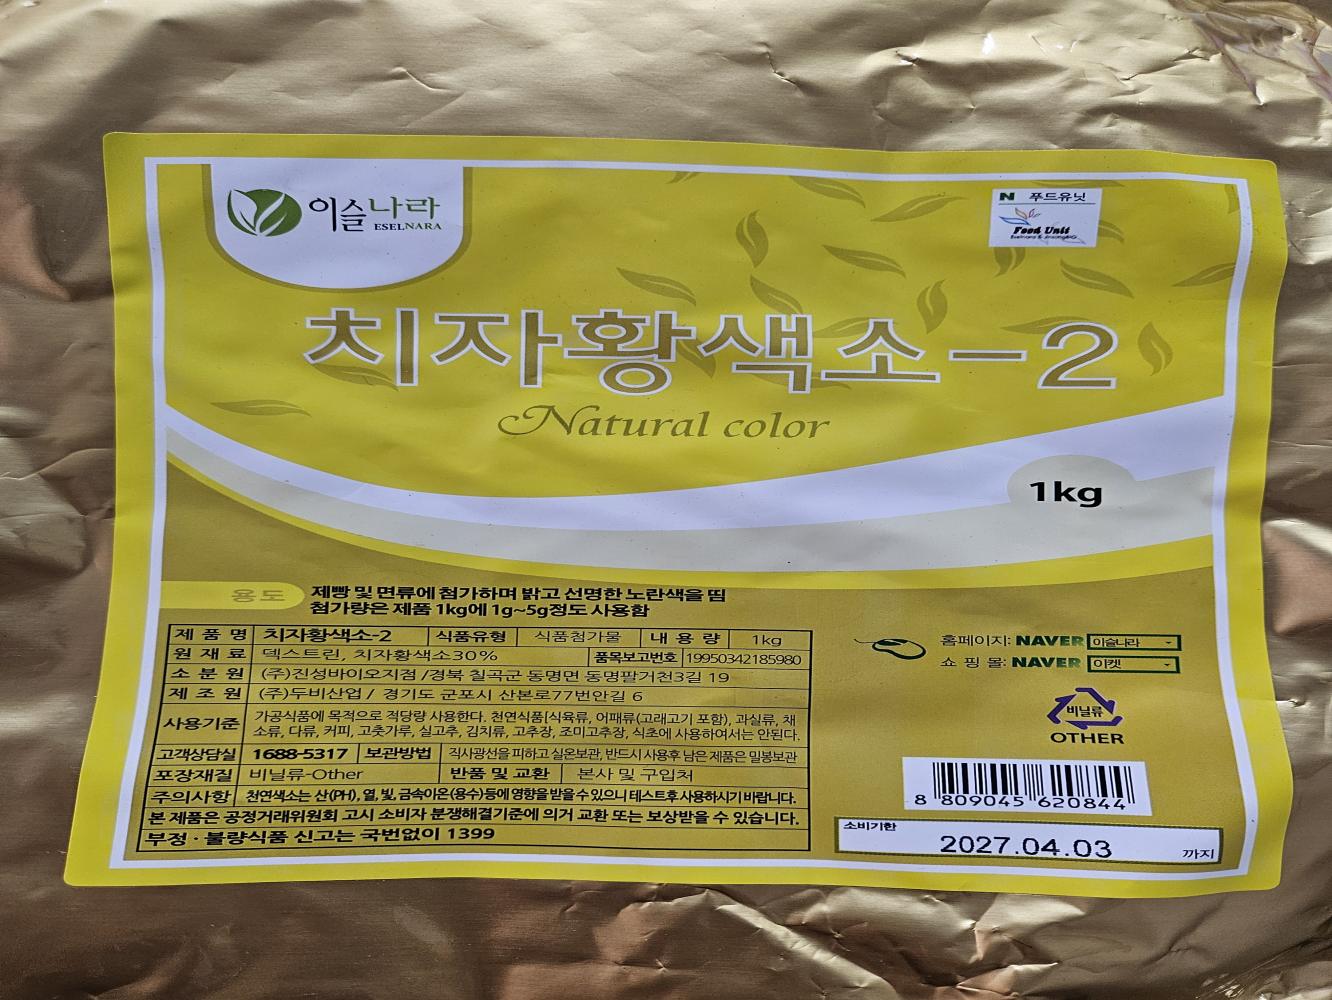 이슬나라
ESELNARA
N 푸드유닛
Food Unit
치자황색소-2
Natural color
1kg
용도 제빵 및 면류에 첨가하며 밝고 선명한 노란색을 띰
첨가량은 제품 1kg에 1g~5g정도 사용함
제 품 명 치자황색소-2 식품유형 식품첨가물 내 용 량 1kg
원 재 료 덱스트린, 치자황색소30% 품목보고번호 19950342185980
소 분 원 (주)진성바이오지점 /경북 칠곡군 동명면 동명팔거천3길 19
제 조 원 (주)두비산업 / 경기도 군포시 산본로77번안길 6
사용기준 가공식품에 목적으로 적당량 사용한다. 천연식품(식육류, 어패류(고래고기 포함), 과실류, 채
소류, 다류, 커피, 고춧가루, 실고추, 김치류, 고추장, 조미고추장, 식초에 사용하여서는 안된다.
고객상담실 1688-5317 보관방법 직사광선을 피하고 실온보관, 반드시 사용후 남은 제품은 밀봉보관
포장재질 비닐류-Other 반품 및 교환 본사 및 구입처
주의사항 천연색소는 산(PH), 열, 빛, 금속이온(용수)등에 영향을 받을 수 있으니 테스트후 사용하시기 바랍니다.
본 제품은 공정거래위원회 고시 소비자 분쟁해결기준에 의거 교환 또는 보상받을 수 있습니다.
부정 · 불량식품 신고는 국번없이 1399
홈페이지: NAVER 이슬나라
쇼 핑 몰: NAVER 이켓
비닐류
OTHER
8 809045 620844
소비기한
2027.04.03 까지